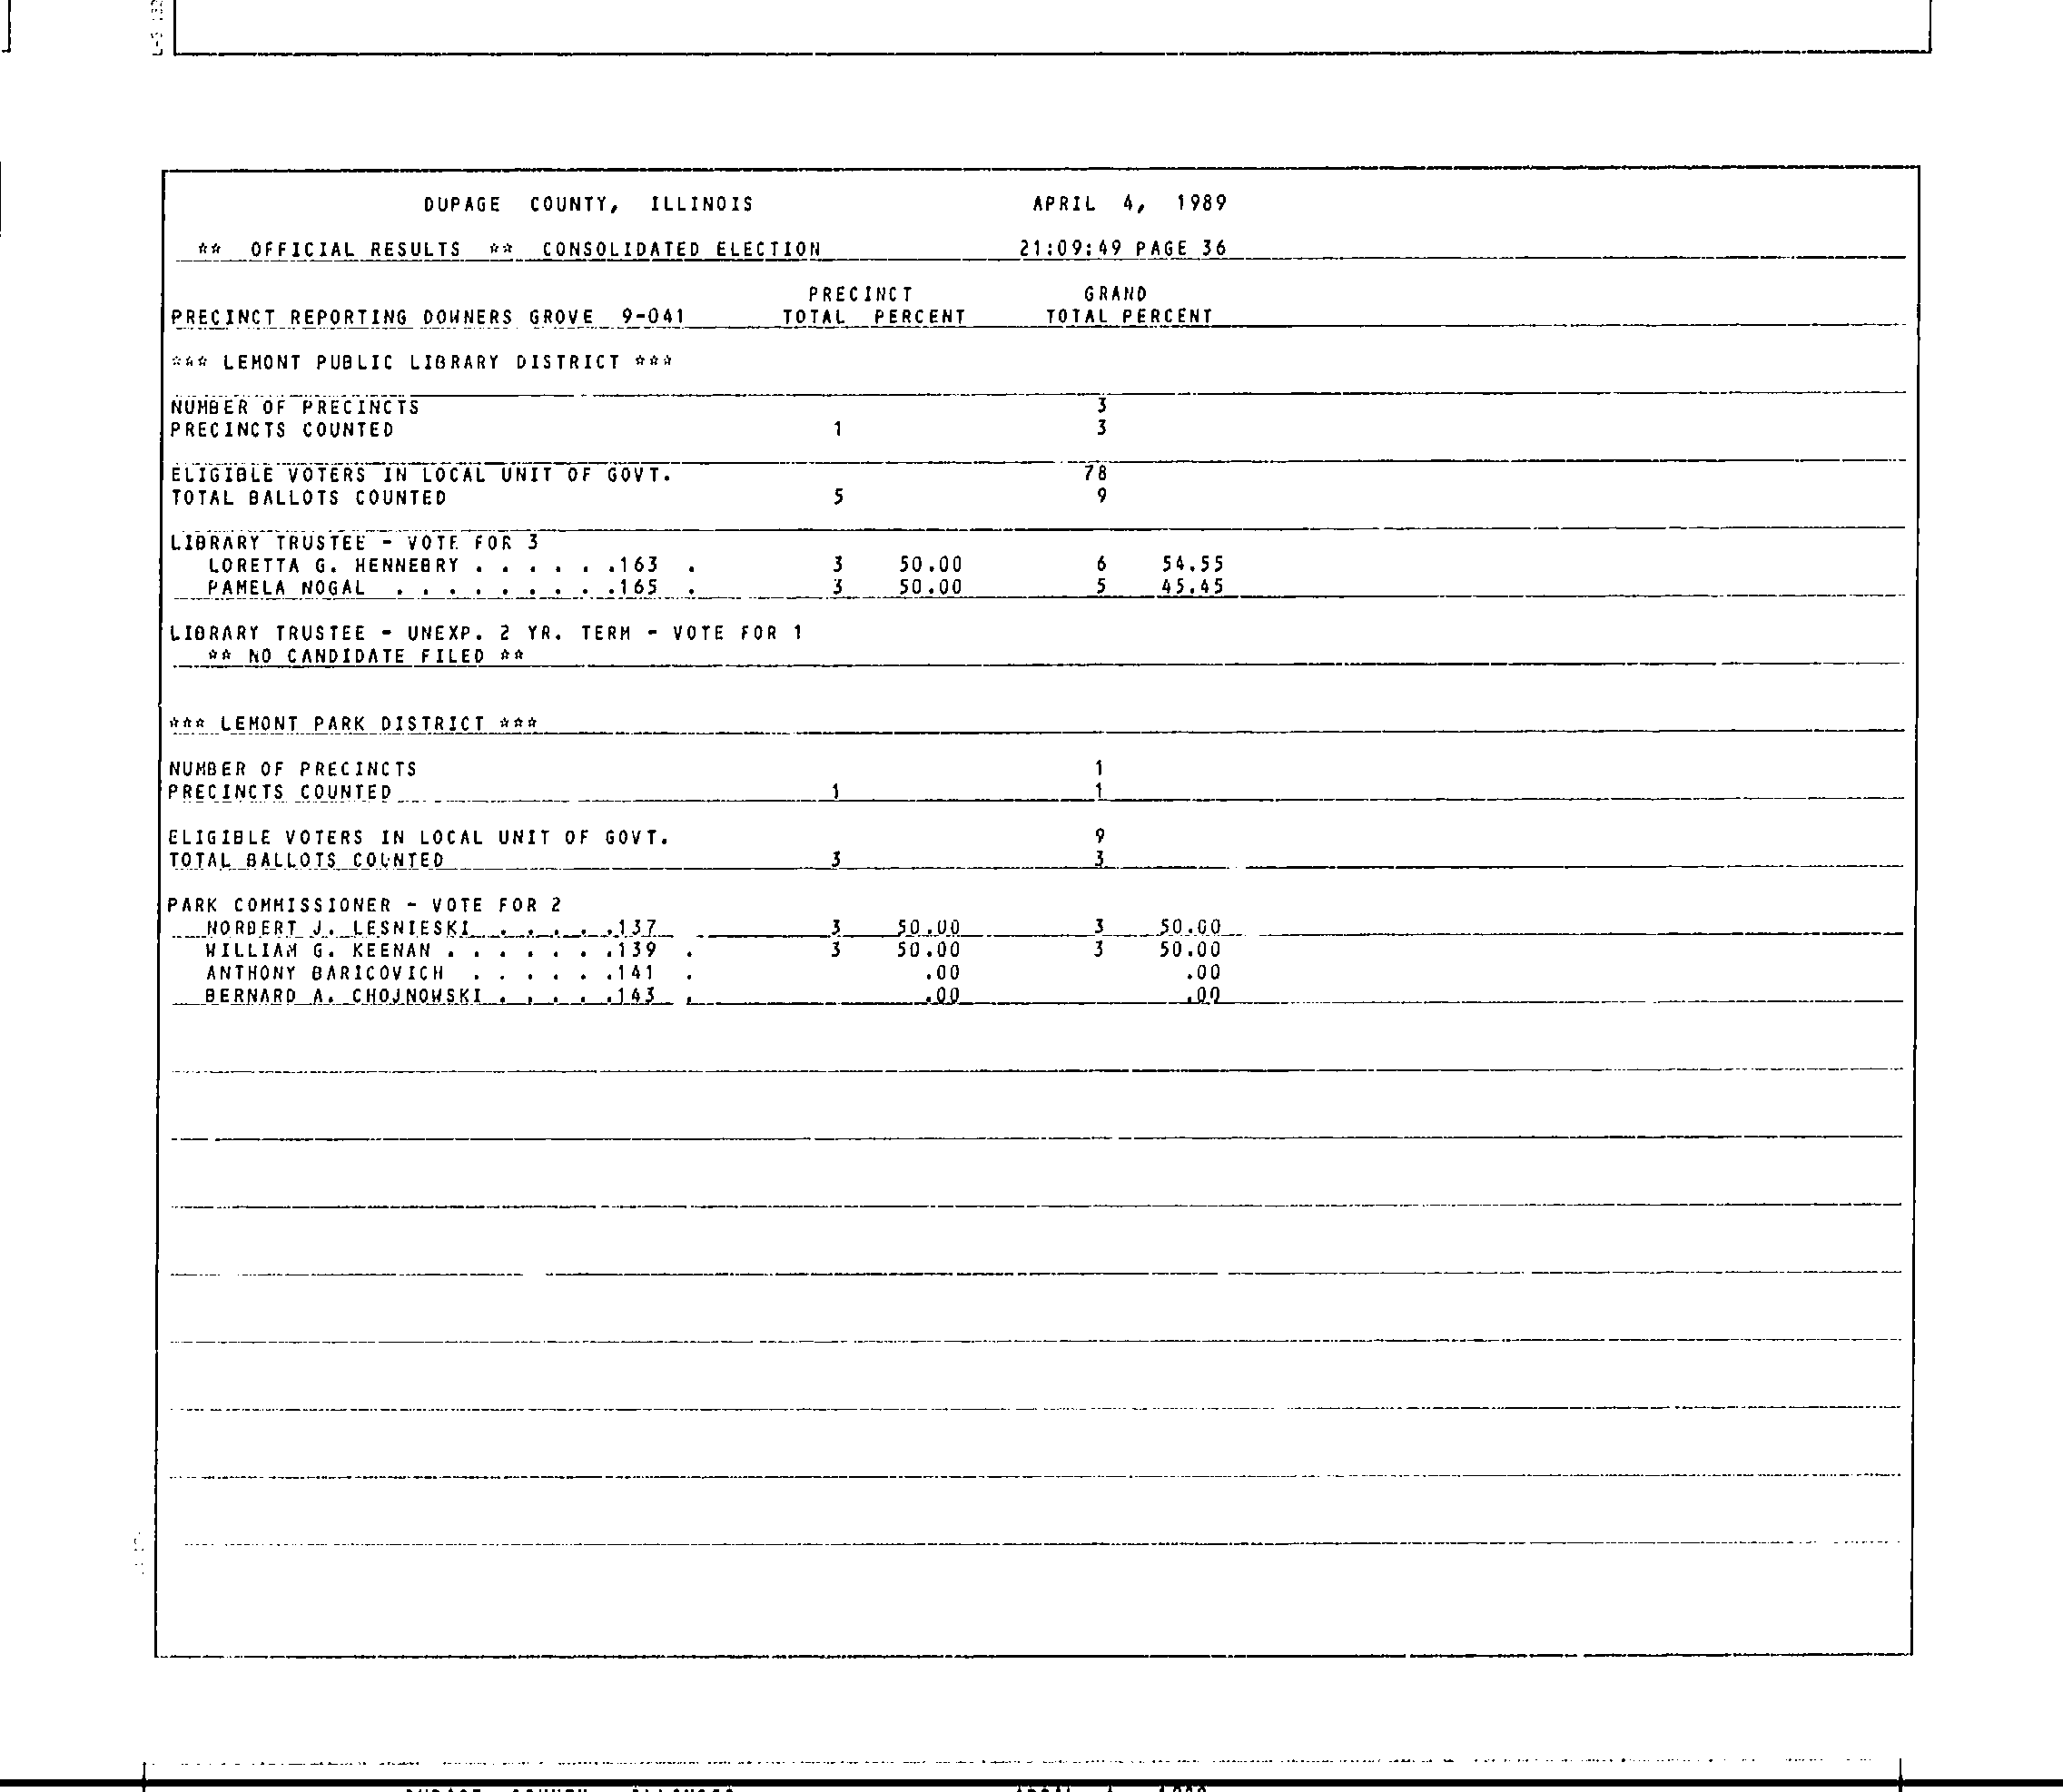 DUPAGE COUNTY, ILLINOIS APRIL 4, 1989
** OFFICIAL RESULTS ** CONSOLIDATED ELECTION 21:09:49 PAGE 36
PRECINCT GRAND
PRECINCT REPORTING DOWNERS GROVE 9-041 TOTAL PERCENT TOTAL PERCENT
*** LEMONT PUBLIC LIBRARY DISTRICT ***
NUMBER OF PRECINCTS 3
PRECINCTS COUNTED 1 3
ELIGIBLE VOTERS IN LOCAL UNIT OF GOVT. 78
TOTAL BALLOTS COUNTED 5 9
LIBRARY TRUSTEE - VOTE FOR 3
LORETTA G. HENNEBRY . . . . . .163 . 3 50.00 6 54.55
PAMELA NOGAL . . . . . . . . .165 . 3 50.00 5 45.45
LIBRARY TRUSTEE - UNEXP. 2 YR. TERM - VOTE FOR 1
** NO CANDIDATE FILED **
*** LEMONT PARK DISTRICT ***
NUMBER OF PRECINCTS 1
PRECINCTS COUNTED 1 1
ELIGIBLE VOTERS IN LOCAL UNIT OF GOVT. 9
TOTAL BALLOTS COUNTED 3 3
PARK COMMISSIONER - VOTE FOR 2
NORBERT J. LESNIESKI . . . . .137 3 50.00 3 50.00
WILLIAM G. KEENAN . . . . . . .139 . 3 50.00 3 50.00
ANTHONY BARICOVICH . . . . . .141 . .00 .00
BERNARD A. CHOJNOWSKI . . . . .143 . .00 .00